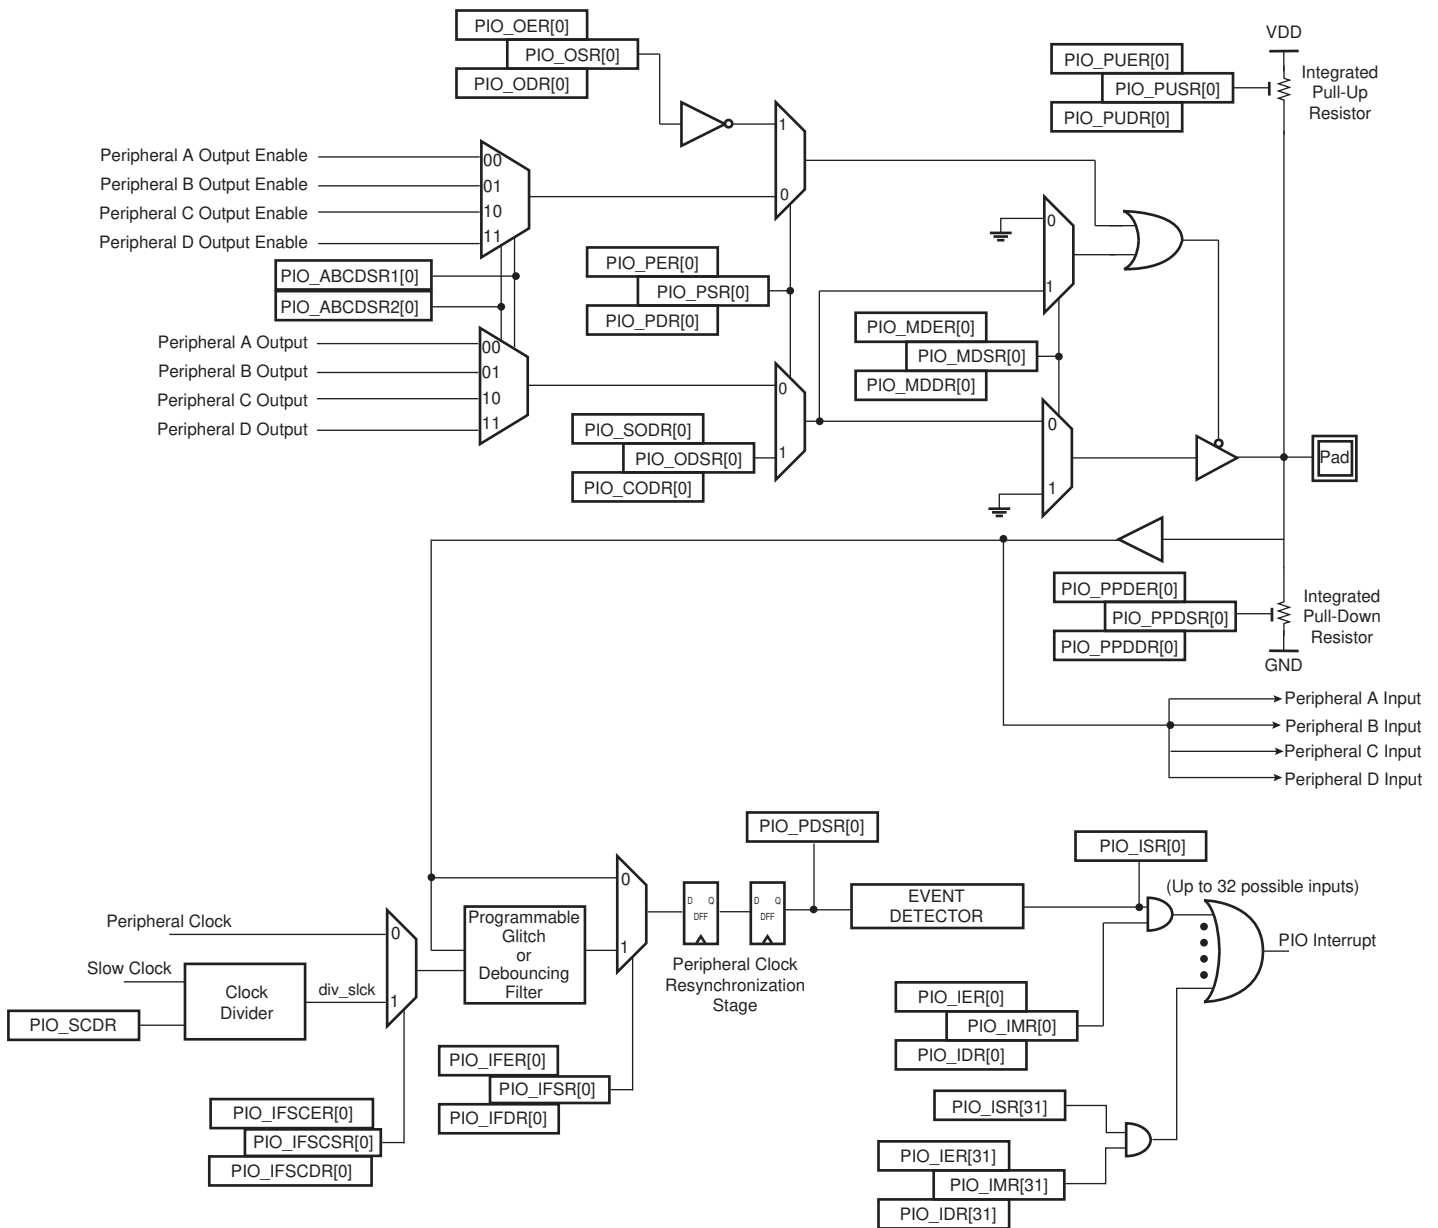 PIO_OER[0]
PIO_OSR[0]
PIO_ODR[0]
VDD
PIO_PUER[0]
PIO_PUSR[0]
PIO_PUDR[0]
Integrated
Pull-Up
Resistor
1
0
Peripheral A Output Enable
Peripheral B Output Enable
Peripheral C Output Enable
Peripheral D Output Enable
00
01
10
11
PIO_ABCDSR1[0]
PIO_ABCDSR2[0]
PIO_PER[0]
PIO_PSR[0]
PIO_PDR[0]
0
1
PIO_MDER[0]
PIO_MDSR[0]
PIO_MDDR[0]
Peripheral A Output
Peripheral B Output
Peripheral C Output
Peripheral D Output
00
01
10
11
0
1
PIO_SODR[0]
PIO_ODSR[0]
PIO_CODR[0]
0
1
Pad
PIO_PPDER[0]
PIO_PPDSR[0]
PIO_PPDDR[0]
Integrated
Pull-Down
Resistor
GND
Peripheral A Input
Peripheral B Input
Peripheral C Input
Peripheral D Input
PIO_PDSR[0]
PIO_ISR[0]
(Up to 32 possible inputs)
EVENT
DETECTOR
PIO Interrupt
0
1
D Q
DFF
D Q
DFF
Peripheral Clock
Resynchronization
Stage
Programmable
Glitch
or
Debouncing
Filter
Peripheral Clock
0
1
Slow Clock
Clock
Divider
div_slck
PIO_SCDR
PIO_IER[0]
PIO_IMR[0]
PIO_IDR[0]
PIO_IFER[0]
PIO_IFSR[0]
PIO_IFDR[0]
PIO_IFSCER[0]
PIO_IFSCSR[0]
PIO_IFSCDR[0]
PIO_ISR[31]
PIO_IER[31]
PIO_IMR[31]
PIO_IDR[31]